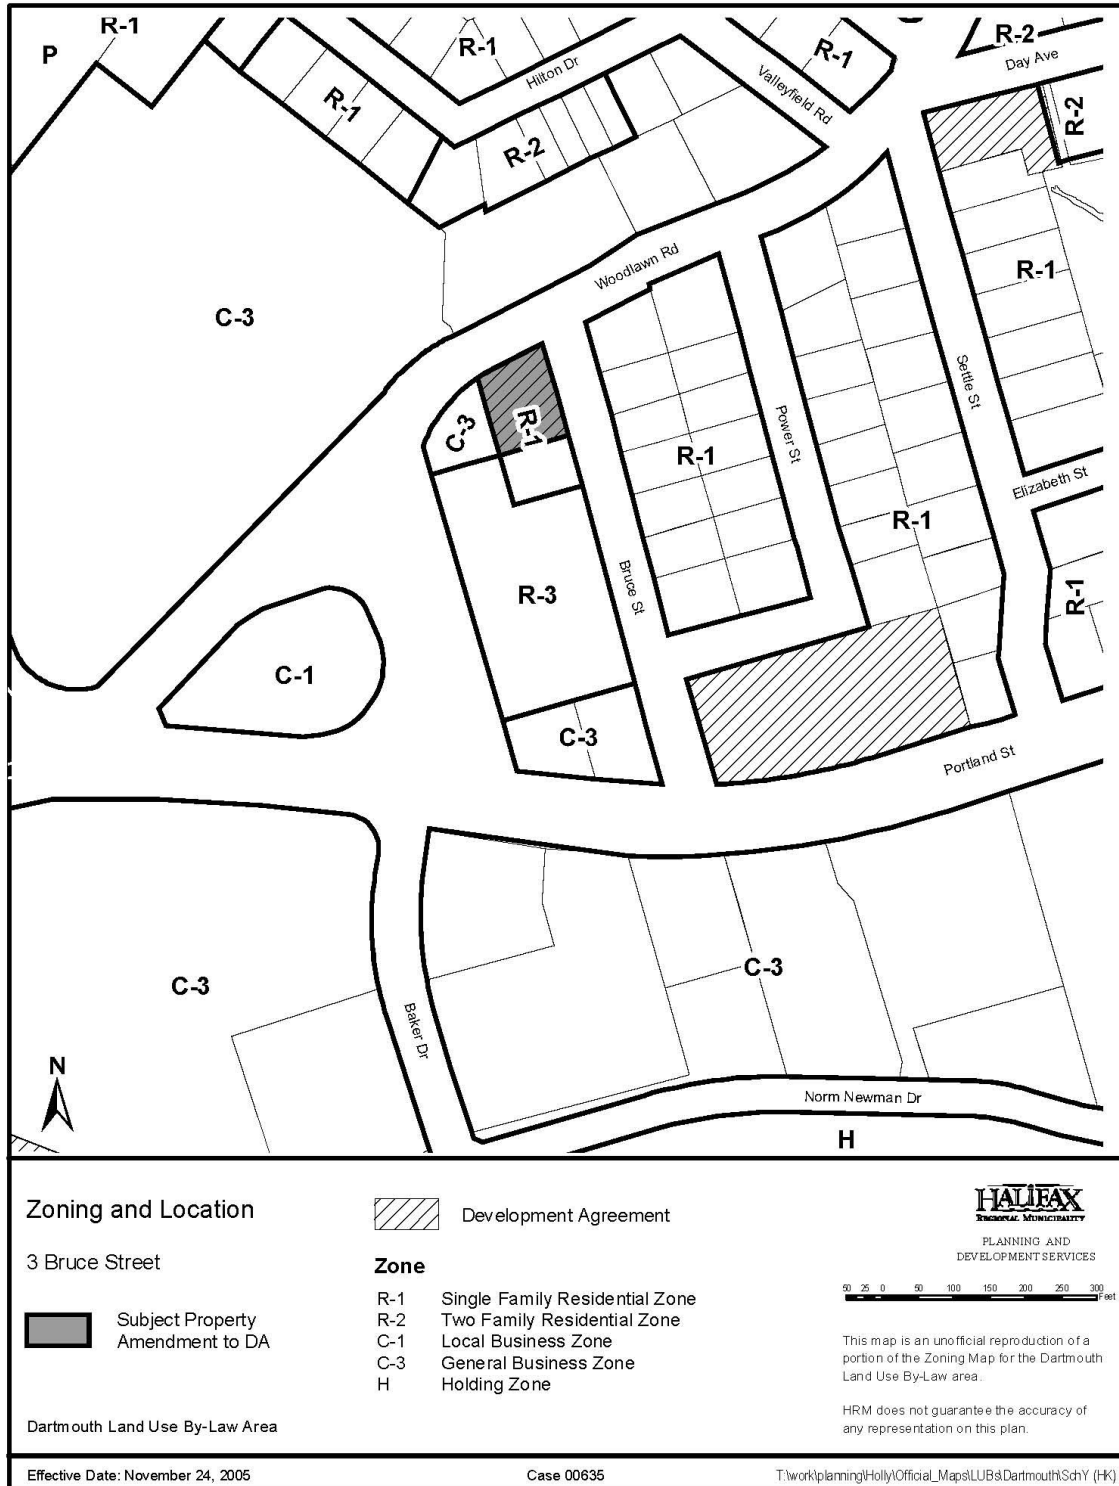 R-1
P
R-1
R-1
R-2
Day Ave
Hilton Dr
Valleyfield Rd
R-1
R-2
R-2
C-3
Woodlawn Rd
R-1
C-3
R-1
R-1
Power St
Settle St
Elizabeth St
R-1
R-3
Bruce St
R-1
C-1
C-3
Portland St
C-3
C-3
Baker Dr
N
Norm Newman Dr
H
Zoning and Location
3 Bruce Street
Subject Property
Amendment to DA
Dartmouth Land Use By-Law Area
Development Agreement
Zone
R-1 Single Family Residential Zone
R-2 Two Family Residential Zone
C-1 Local Business Zone
C-3 General Business Zone
H Holding Zone
HALIFAX
REGIONAL MUNICIPALITY
PLANNING AND
DEVELOPMENT SERVICES
50 25 0 50 100 150 200 250 300
Feet
This map is an unofficial reproduction of a
portion of the Zoning Map for the Dartmouth
Land Use By-Law area.
HRM does not guarantee the accuracy of
any representation on this plan.
Effective Date: November 24, 2005
Case 00635
T:\work\planning\Holly\Official_Maps\LUBs\Dartmouth\SchY (HK)